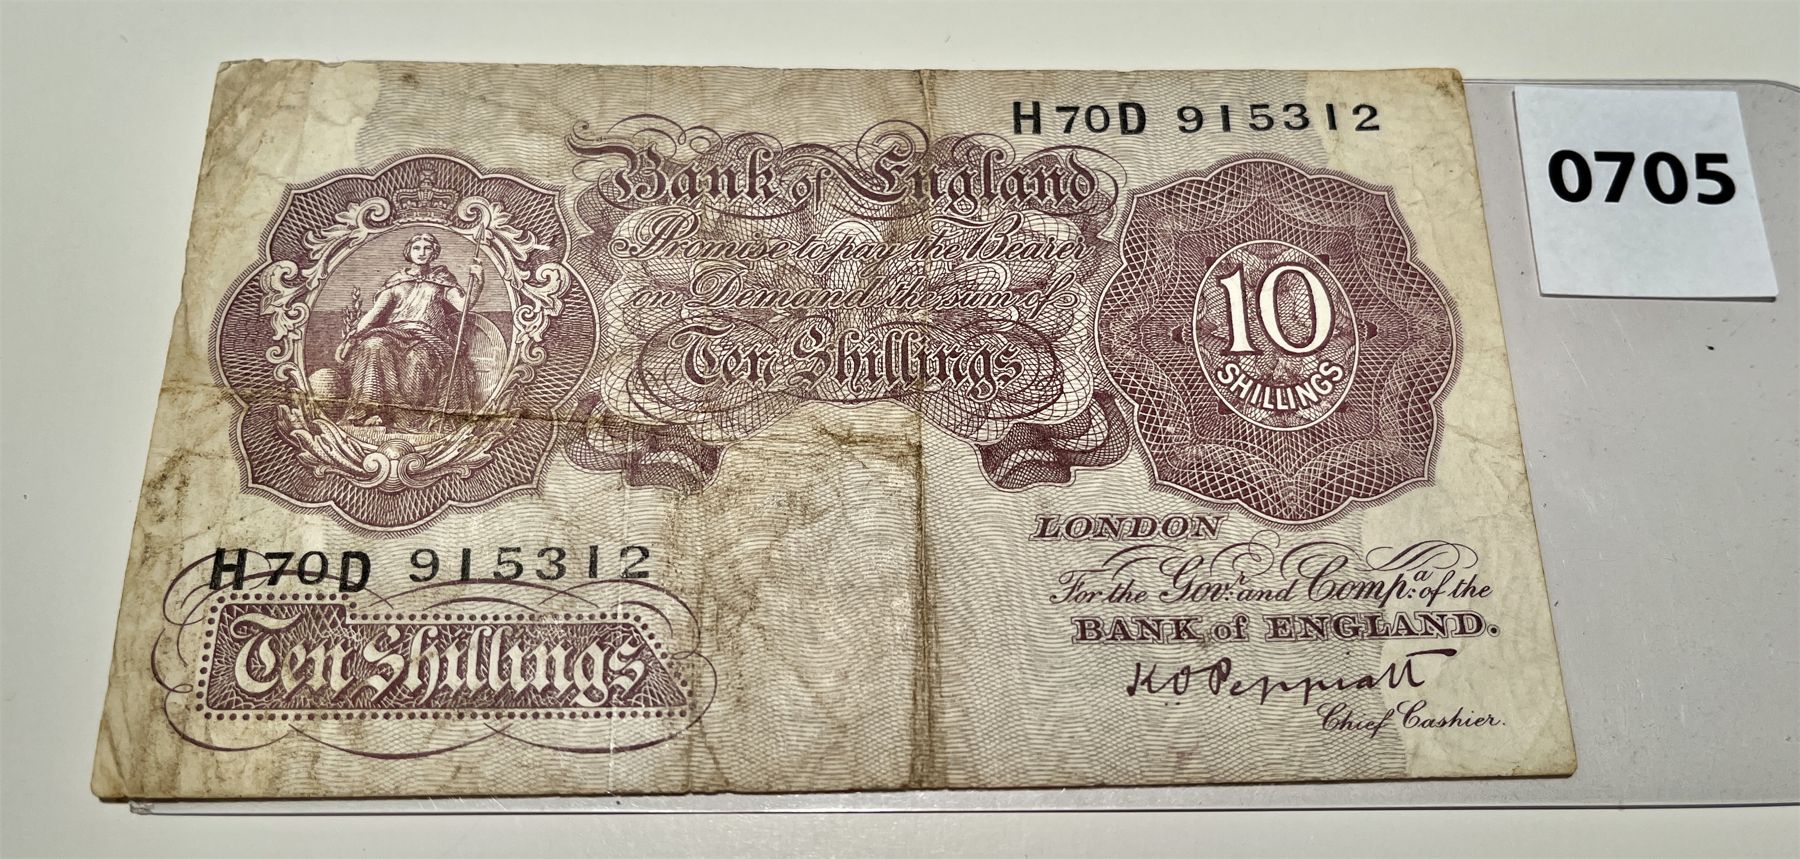 H70D 915312
0705
Bank of England
Promise to pay the Bearer
on Demand the sum of
Ten Shillings
10
SHILLINGS
LONDON
For the Govr. and Compa. of the
BANK of ENGLAND.
K O Peppiatt
Chief Cashier.
H70D 915312
Ten Shillings